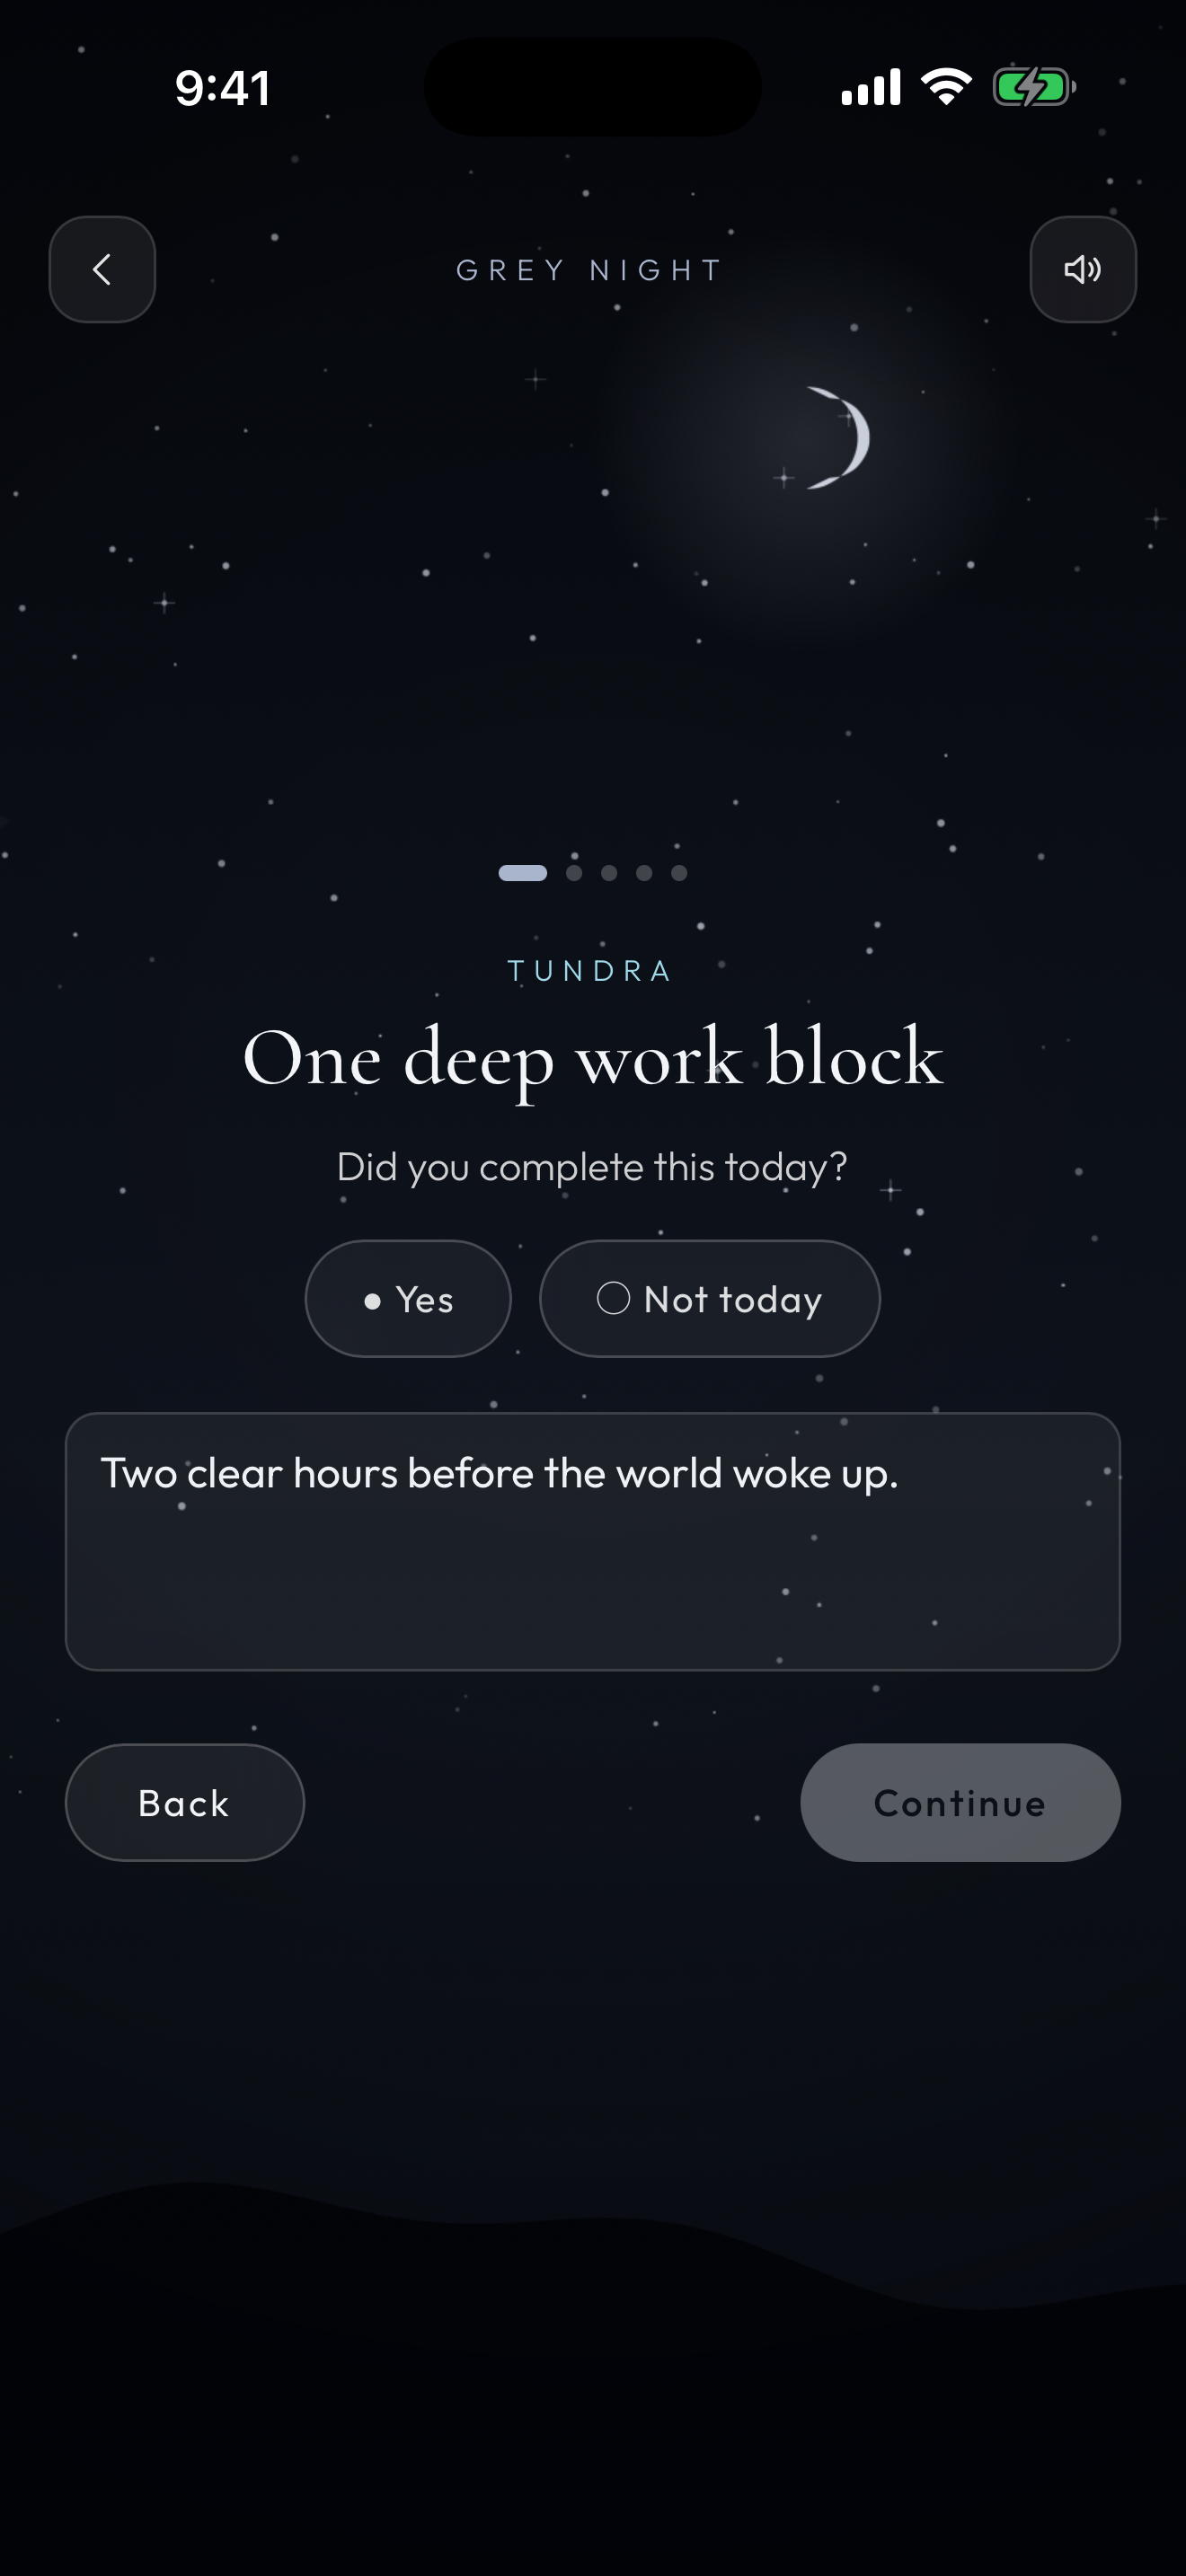 9:41
GREY NIGHT
TUNDRA
One deep work block
Did you complete this today?
Yes
Not today
Two clear hours before the world woke up.
Back
Continue